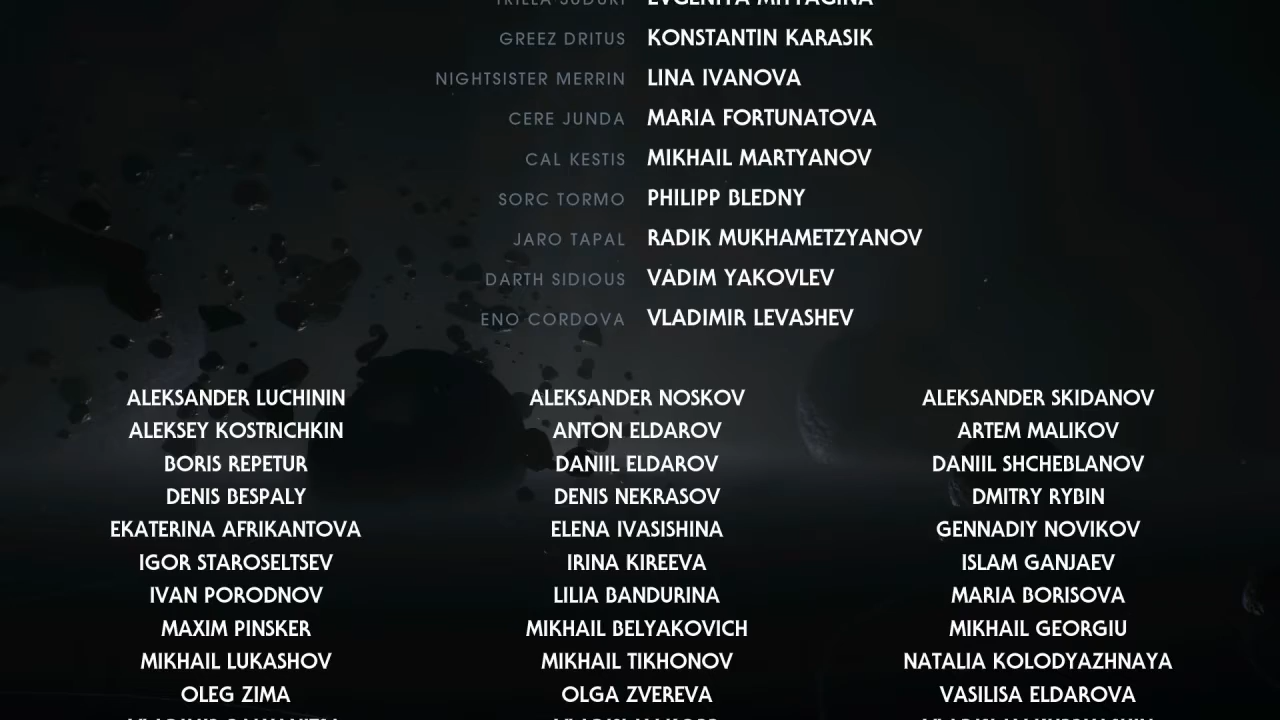 TRILLA SUDURI EVGENIYA MITYAGINA
GREEZ DRITUS KONSTANTIN KARASIK
NIGHTSISTER MERRIN LINA IVANOVA
CERE JUNDA MARIA FORTUNATOVA
CAL KESTIS MIKHAIL MARTYANOV
SORC TORMO PHILIPP BLEDNY
JARO TAPAL RADIK MUKHAMETZYANOV
DARTH SIDIOUS VADIM YAKOVLEV
ENO CORDOVA VLADIMIR LEVASHEV
ALEKSANDER LUCHININ ALEKSANDER NOSKOV ALEKSANDER SKIDANOV
ALEKSEY KOSTRICHKIN ANTON ELDAROV ARTEM MALIKOV
BORIS REPETUR DANIIL ELDAROV DANIIL SHCHEBLANOV
DENIS BESPALY DENIS NEKRASOV DMITRY RYBIN
EKATERINA AFRIKANTOVA ELENA IVASISHINA GENNADIY NOVIKOV
IGOR STAROSELTSEV IRINA KIREEVA ISLAM GANJAEV
IVAN PORODNOV LILIA BANDURINA MARIA BORISOVA
MAXIM PINSKER MIKHAIL BELYAKOVICH MIKHAIL GEORGIU
MIKHAIL LUKASHOV MIKHAIL TIKHONOV NATALIA KOLODYAZHNAYA
OLEG ZIMA OLGA ZVEREVA VASILISA ELDAROVA